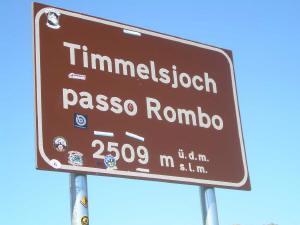 Timmelsjoch
passo Rombo
2509 m ü.d.m.
s.l.m.